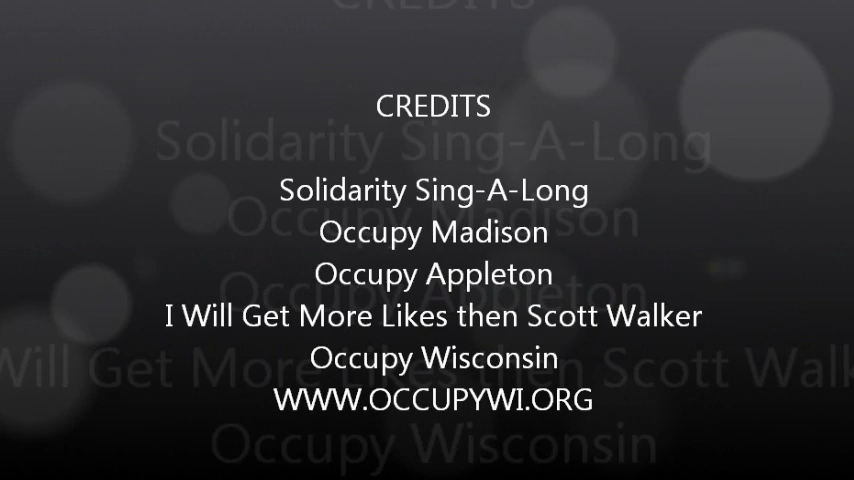 CREDITS
Solidarity Sing-A-Long
Occupy Madison
Occupy Appleton
I Will Get More Likes then Scott Walker
Occupy Wisconsin
WWW.OCCUPYWI.ORG